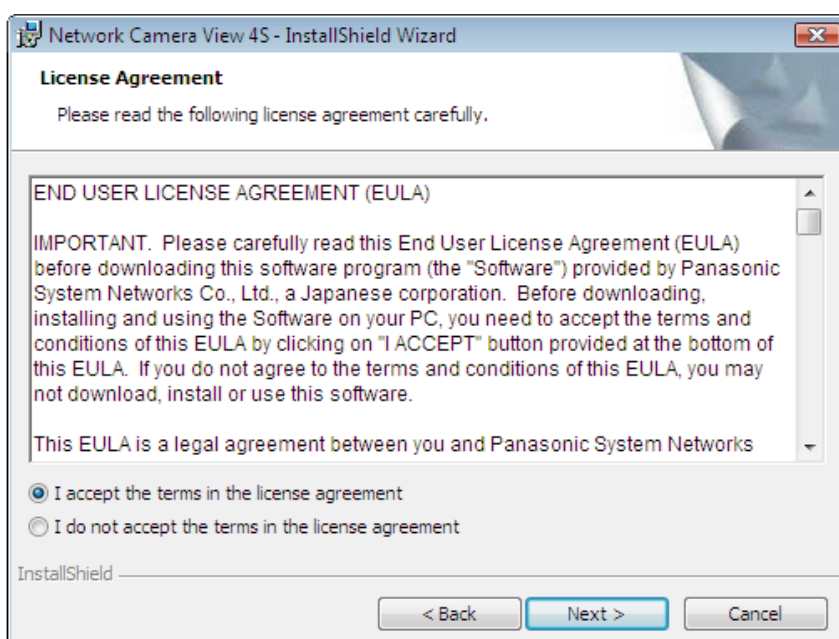 Network Camera View 4S - InstallShield Wizard
License Agreement
Please read the following license agreement carefully.
END USER LICENSE AGREEMENT (EULA)
IMPORTANT.  Please carefully read this End User License Agreement (EULA)
before downloading this software program (the "Software") provided by Panasonic
System Networks Co., Ltd., a Japanese corporation.  Before downloading,
installing and using the Software on your PC, you need to accept the terms and
conditions of this EULA by clicking on "I ACCEPT" button provided at the bottom of
this EULA.  If you do not agree to the terms and conditions of this EULA, you may
not download, install or use this software.
This EULA is a legal agreement between you and Panasonic System Networks
I accept the terms in the license agreement
I do not accept the terms in the license agreement
InstallShield
< Back
Next >
Cancel